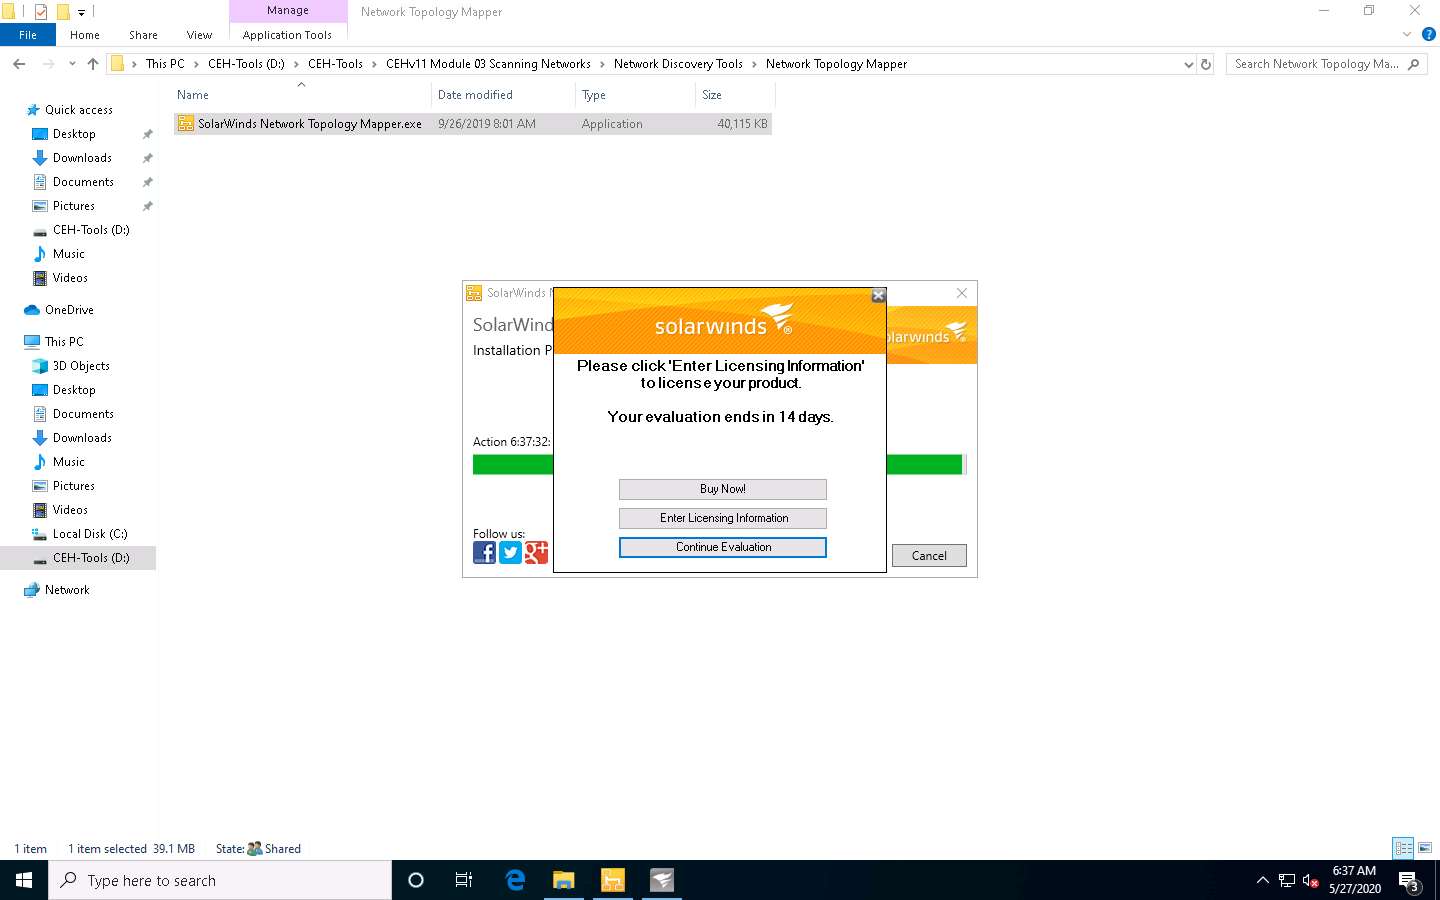 Manage
Network Topology Mapper
File
Home
Share
View
Application Tools
This PC
CEH-Tools (D:)
CEH-Tools
CEHv11 Module 03 Scanning Networks
Network Discovery Tools
Network Topology Mapper
Search Network Topology Ma...
Name
Date modified
Type
Size
SolarWinds Network Topology Mapper.exe
9/26/2019 8:01 AM
Application
40,115 KB
Quick access
Desktop
Downloads
Documents
Pictures
CEH-Tools (D:)
Music
Videos
OneDrive
This PC
3D Objects
Desktop
Documents
Downloads
Music
Pictures
Videos
Local Disk (C:)
CEH-Tools (D:)
Network
SolarWinds N
SolarWind
Installation P
Action 6:37:32:
Follow us:
Cancel
solarwinds
®
Please click 'Enter Licensing Information'
to license your product.
Your evaluation ends in 14 days.
Buy Now!
Enter Licensing Information
Continue Evaluation
olarwinds
1 item
1 item selected
39.1 MB
State:
Shared
Type here to search
6:37 AM
5/27/2020
3